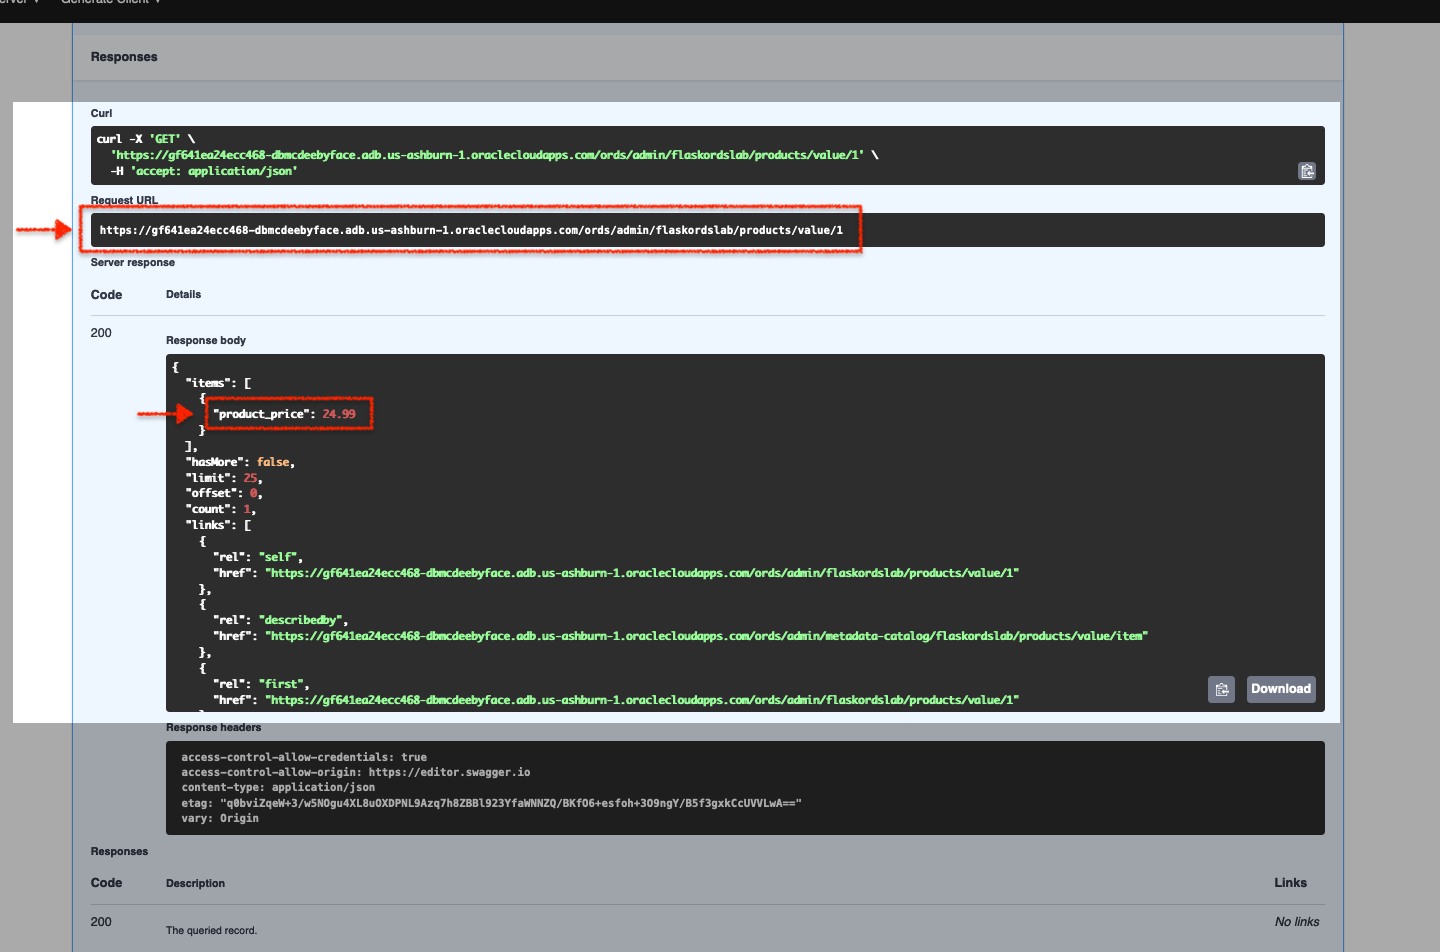 Generate Client
Responses
Curl
curl -X 'GET' \
'https://gf641ea24ecc468-dbmcdeebyface.adb.us-ashburn-1.oraclecloudapps.com/ords/admin/flaskordslab/products/value/1' \
-H 'accept: application/json'
Request URL
https://gf641ea24ecc468-dbmcdeebyface.adb.us-ashburn-1.oraclecloudapps.com/ords/admin/flaskordslab/products/value/1
Server response
Code Details
200
Response body
{
"items": [
{
"product_price": 24.99
}
],
"hasMore": false,
"limit": 25,
"offset": 0,
"count": 1,
"links": [
{
"rel": "self",
"href": "https://gf641ea24ecc468-dbmcdeebyface.adb.us-ashburn-1.oraclecloudapps.com/ords/admin/flaskordslab/products/value/1"
},
{
"rel": "describedby",
"href": "https://gf641ea24ecc468-dbmcdeebyface.adb.us-ashburn-1.oraclecloudapps.com/ords/admin/metadata-catalog/flaskordslab/products/value/item"
},
{
"rel": "first",
"href": "https://gf641ea24ecc468-dbmcdeebyface.adb.us-ashburn-1.oraclecloudapps.com/ords/admin/flaskordslab/products/value/1"
Download
Response headers
access-control-allow-credentials: true
access-control-allow-origin: https://editor.swagger.io
content-type: application/json
etag: "q0bviZqeW+3/w5NOgu4XL8uOXDPNL9Azq7h8ZBBl923YfaWNNZQ/BKfO6+esfoh+3O9ngY/B5f3gxkCcUVVLwA=="
vary: Origin
Responses
Code Description Links
200 The queried record. No links